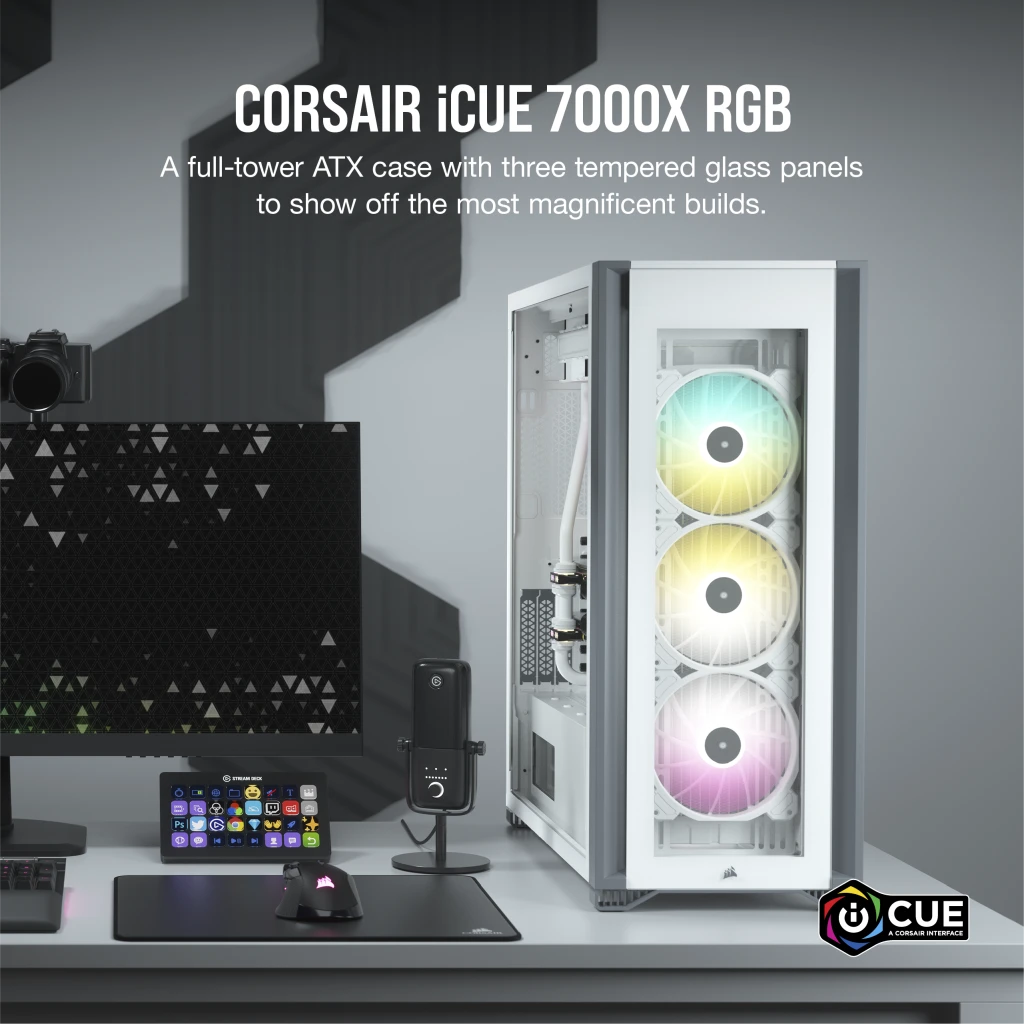 CORSAIR iCUE 7000X RGB
A full-tower ATX case with three tempered glass panels
to show off the most magnificent builds.
STREAM DECK
Ps
T
i CUE
A CORSAIR INTERFACE